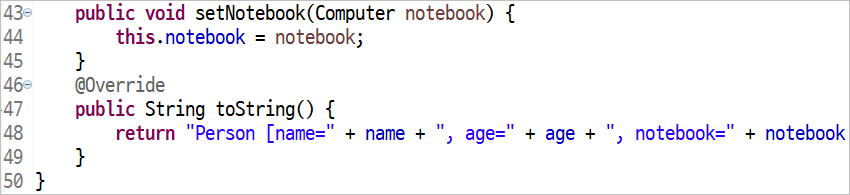 43 public void setNotebook(Computer notebook) {
44 this.notebook = notebook;
45 }
46 @Override
47 public String toString() {
48 return "Person [name=" + name + ", age=" + age + ", notebook=" + notebook
49 }
50 }